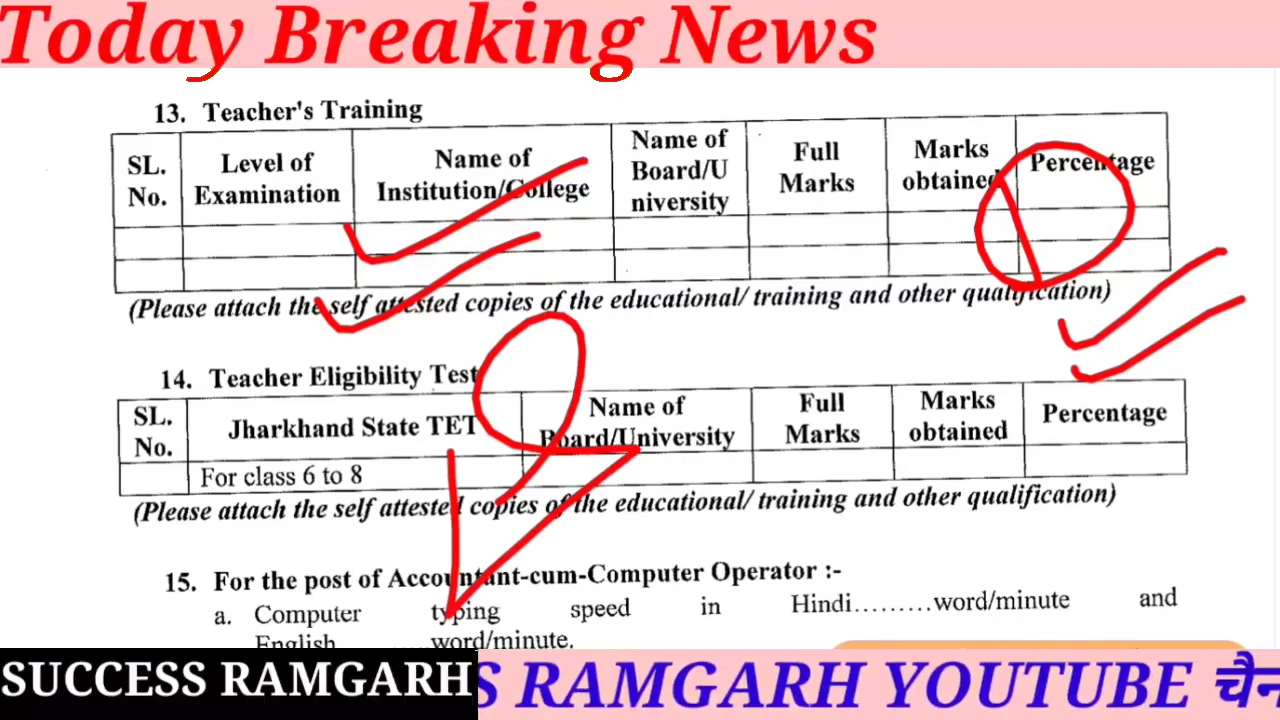 Today Breaking News
13. Teacher's Training
SL. No.
Level of Examination
Name of Institution/College
Name of Board/U niversity
Full Marks
Marks obtained
Percentage
(Please attach the self attested copies of the educational/ training and other qualification)
14. Teacher Eligibility Test
SL. No.
Jharkhand State TET
Name of Board/University
Full Marks
Marks obtained
Percentage
For class 6 to 8
(Please attach the self attested copies of the educational/ training and other qualification)
15. For the post of Accountant-cum-Computer Operator :-
a. Computer typing speed in Hindi.........word/minute and
English .......word/minute.
SUCCESS RAMGARH
S RAMGARH YOUTUBE चैन